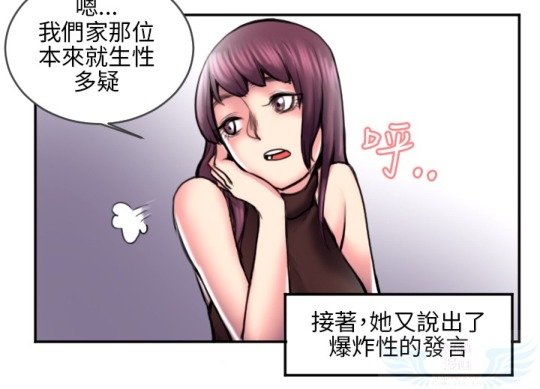 嗯...
我們家那位
本來就生性
多疑
呼..
接著,她又說出了
爆炸性的發言